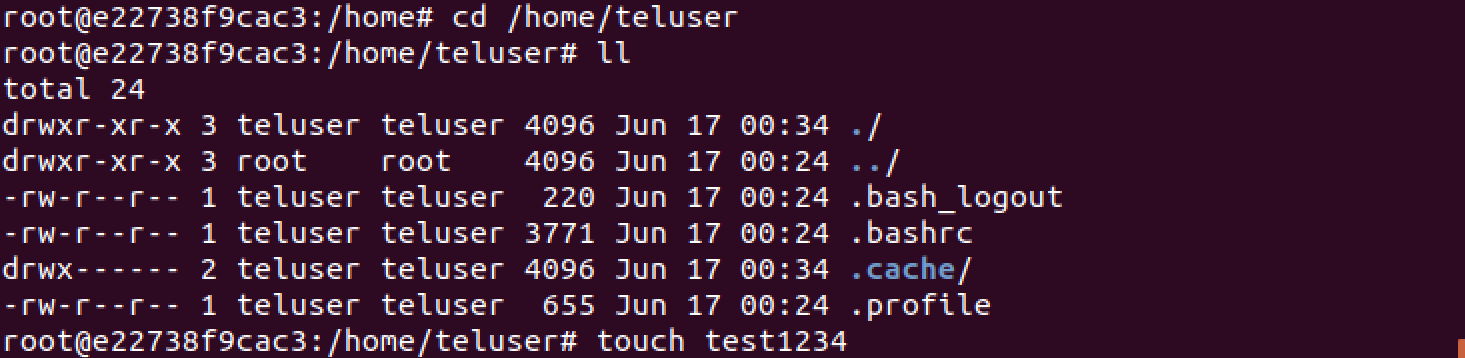 root@e22738f9cac3:/home# cd /home/teluser
root@e22738f9cac3:/home/teluser# ll
total 24
drwxr-xr-x 3 teluser teluser 4096 Jun 17 00:34 ./
drwxr-xr-x 3 root    root    4096 Jun 17 00:24 ../
-rw-r--r-- 1 teluser teluser  220 Jun 17 00:24 .bash_logout
-rw-r--r-- 1 teluser teluser 3771 Jun 17 00:24 .bashrc
drwx------ 2 teluser teluser 4096 Jun 17 00:34 .cache/
-rw-r--r-- 1 teluser teluser  655 Jun 17 00:24 .profile
root@e22738f9cac3:/home/teluser# touch test1234